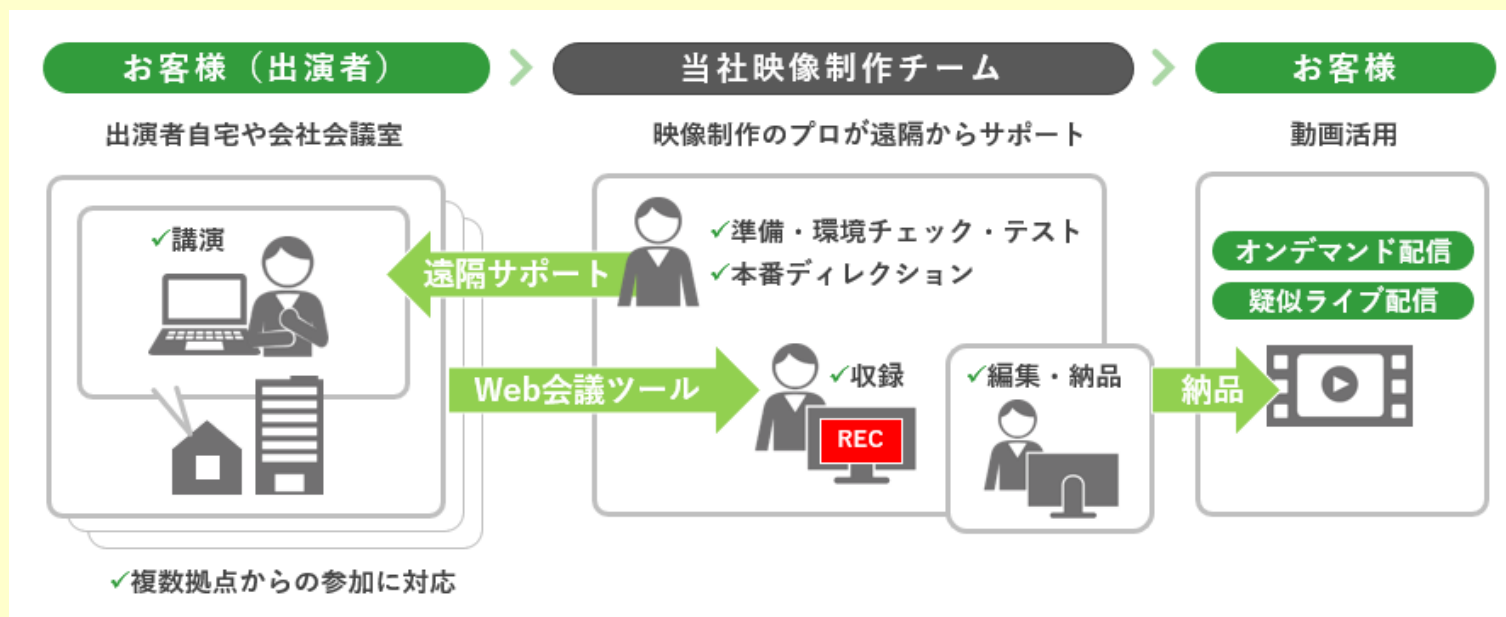 お客様（出演者）
当社映像制作チーム
お客様
出演者自宅や会社会議室
映像制作のプロが遠隔からサポート
動画活用
✓講演
遠隔サポート
✓準備・環境チェック・テスト
✓本番ディレクション
オンデマンド配信
疑似ライブ配信
Web会議ツール
✓収録
REC
✓編集・納品
納品
✓複数拠点からの参加に対応